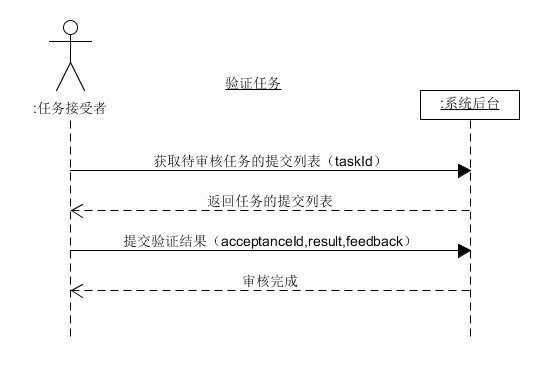 验证任务
:任务接受者
:系统后台
获取待审核任务的提交列表（taskId）
返回任务的提交列表
提交验证结果（acceptanceId,result,feedback）
审核完成